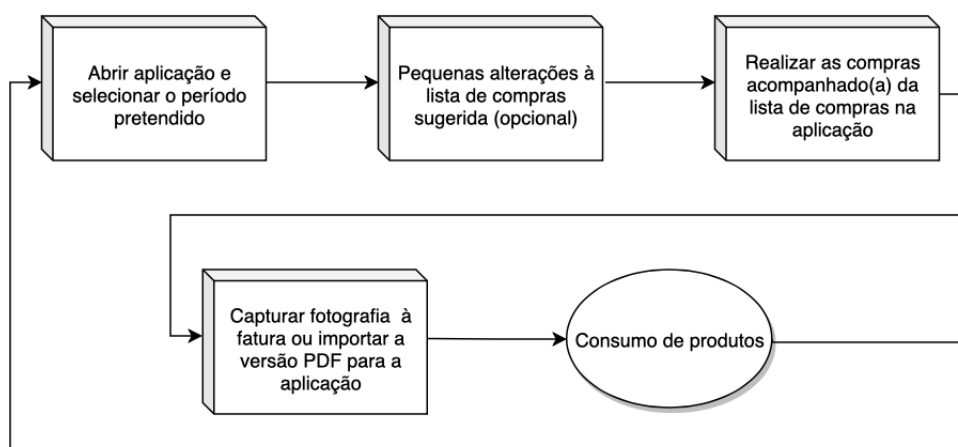 Abrir aplicação e
selecionar o período
pretendido
Pequenas alterações à
lista de compras
sugerida (opcional)
Realizar as compras
acompanhado(a) da
lista de compras na
aplicação
Capturar fotografia à
fatura ou importar a
versão PDF para a
aplicação
Consumo de produtos